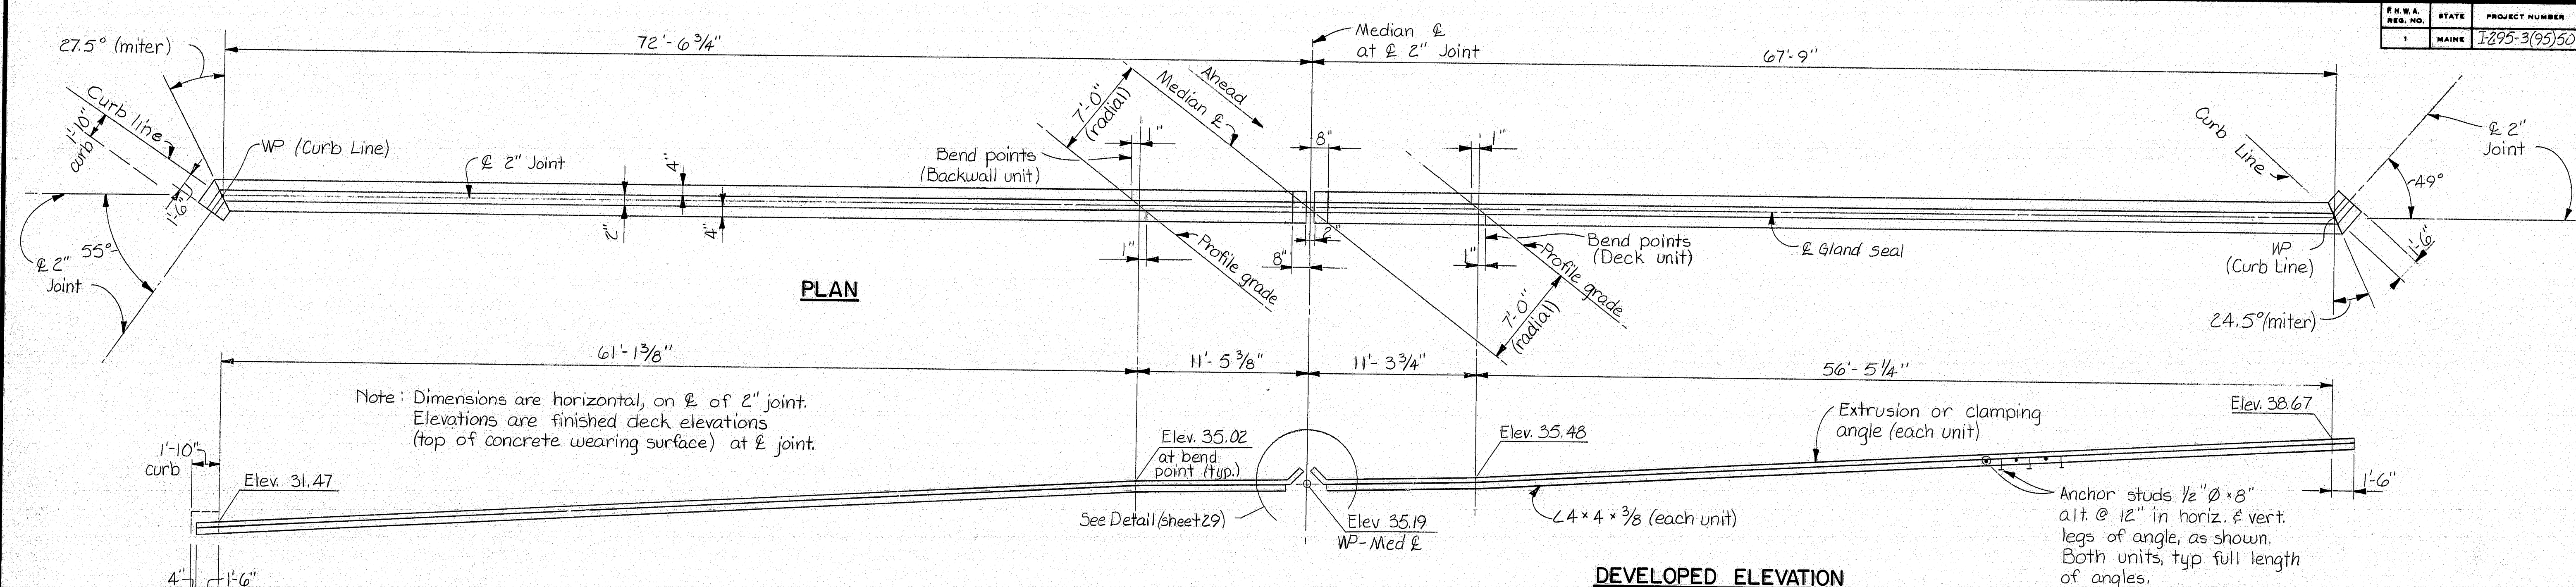 F.H.W.A. REG. NO.
STATE
PROJECT NUMBER
1
MAINE
I-295-3(95)50
27.5° (miter)
72'-6 3/4"
Median ℄
at ℄ 2" Joint
67'-9"
Curb line
1'-10"
curb
WP (Curb Line)
℄ 2" Joint
4"
7'-0"
(radial)
Median ℄
Ahead
1"
8"
1"
Bend points
(Backwall unit)
Curb
Line
℄ 2"
Joint
49°
1'-6"
55°
℄ 2"
Joint
2"
4"
1"
Profile grade
8"
2"
1"
Bend points
(Deck unit)
Profile grade
℄ Gland seal
WP
(Curb Line)
1'-6"
7'-0"
(radial)
24.5° (miter)
PLAN
61'-1 3/8"
11'-5 3/8"
11'-3 3/4"
56'-5 1/4"
Note: Dimensions are horizontal, on ℄ of 2" joint.
Elevations are finished deck elevations
(top of concrete wearing surface) at ℄ joint.
1'-10"
curb
Elev. 31.47
Elev. 35.02
at bend
point (typ.)
Elev. 35.48
Extrusion or clamping
angle (each unit)
Elev. 38.67
See Detail (sheet 29)
Elev 35.19
WP-Med ℄
∠4 × 4 × 3/8 (each unit)
1'-6"
Anchor studs 1/2"Ø × 8"
alt. @ 12" in horiz. & vert.
legs of angle, as shown.
Both units, typ full length
of angles.
4"
1'-6"
DEVELOPED ELEVATION